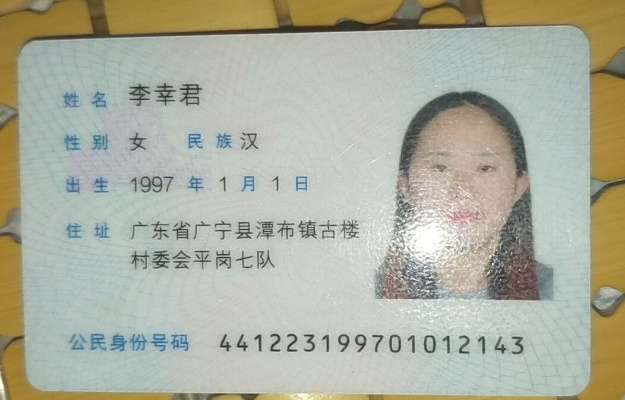 姓名 李幸君
性别 女 民族 汉
出生 1997 年 1 月 1 日
住址 广东省广宁县潭布镇古楼
村委会平岗七队
公民身份号码 441223199701012143